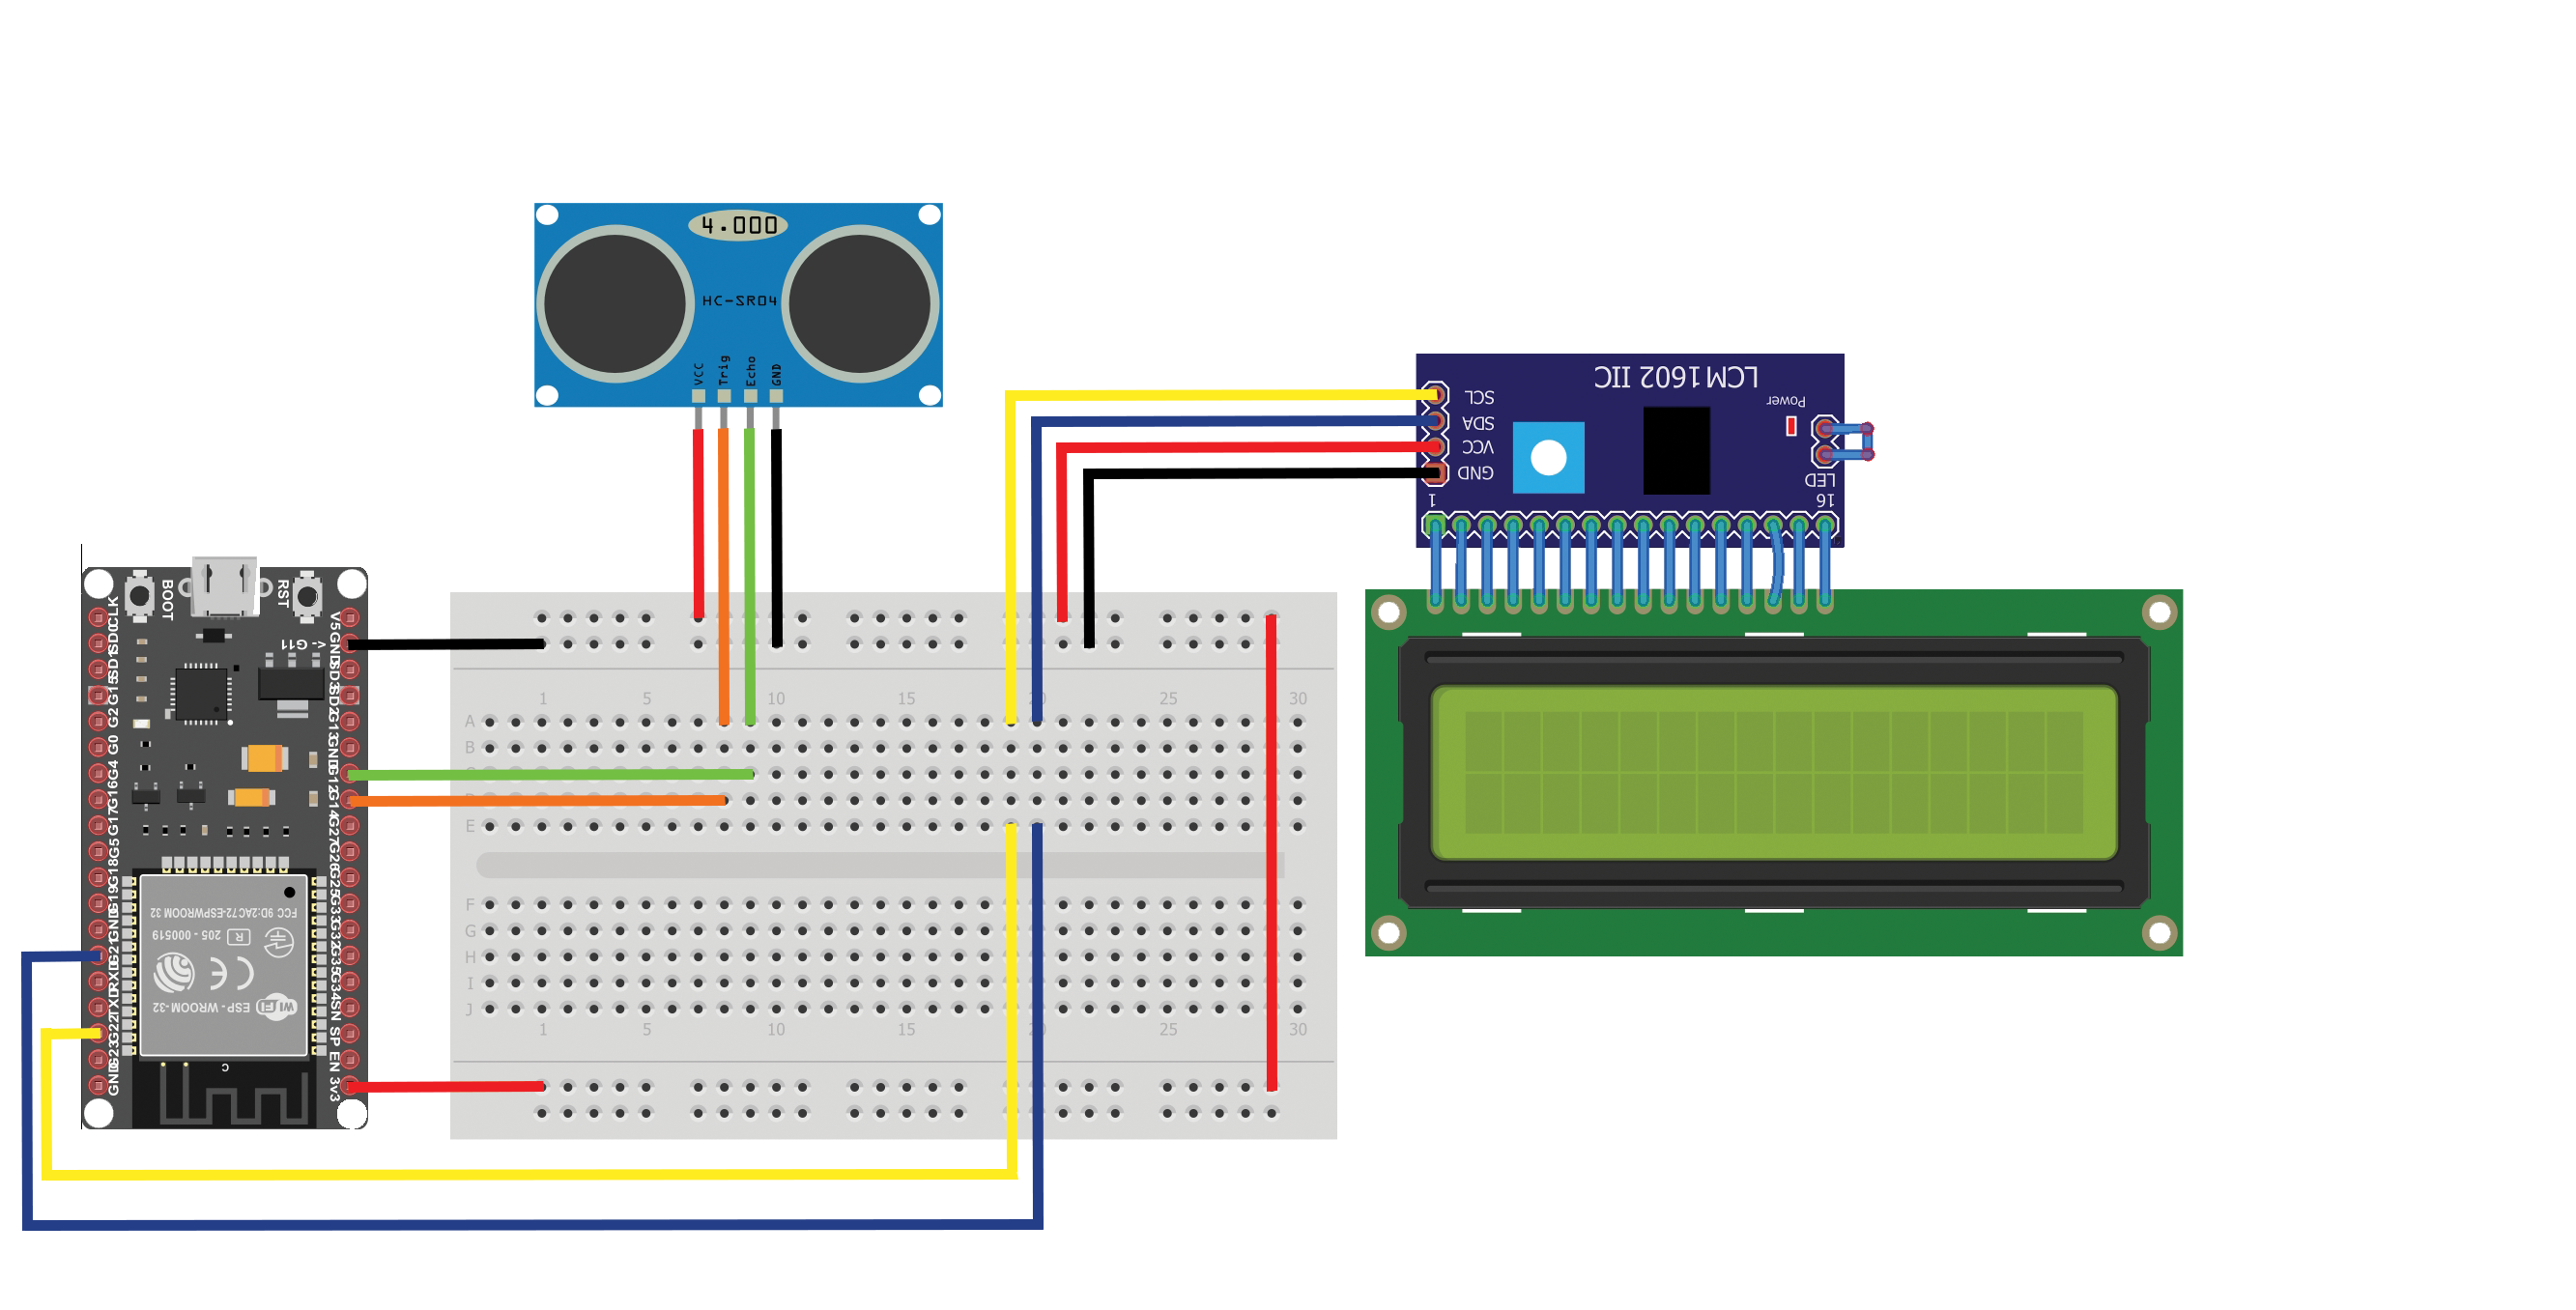 4.000
HC-SR04
VCC
Trig
Echo
GND
LCM1602 IIC
SCL
SDA
VCC
GND
Power
LED
1
16
BOOT
RST
<- G11
CLK
SD0
SD1
G15
G2
G0
G4
G16
G17
G5
G18
G19
GND
G21
RXD
TXD
G22
G23
GND
V5
GND
SD3
SD2
G13
GND
G12
G14
G27
G26
G25
G33
G32
G35
G34
SN
SP
EN
3v3
FCC 9D:2AC72-ESPWROOM 32
R
205 - 000519
CE
Wi Fi
ESP - WROOM-32
C
1 5 10 15 20 25 30
A
B
D
E
F
G
H
I
J
1 5 10 15 20 25 30